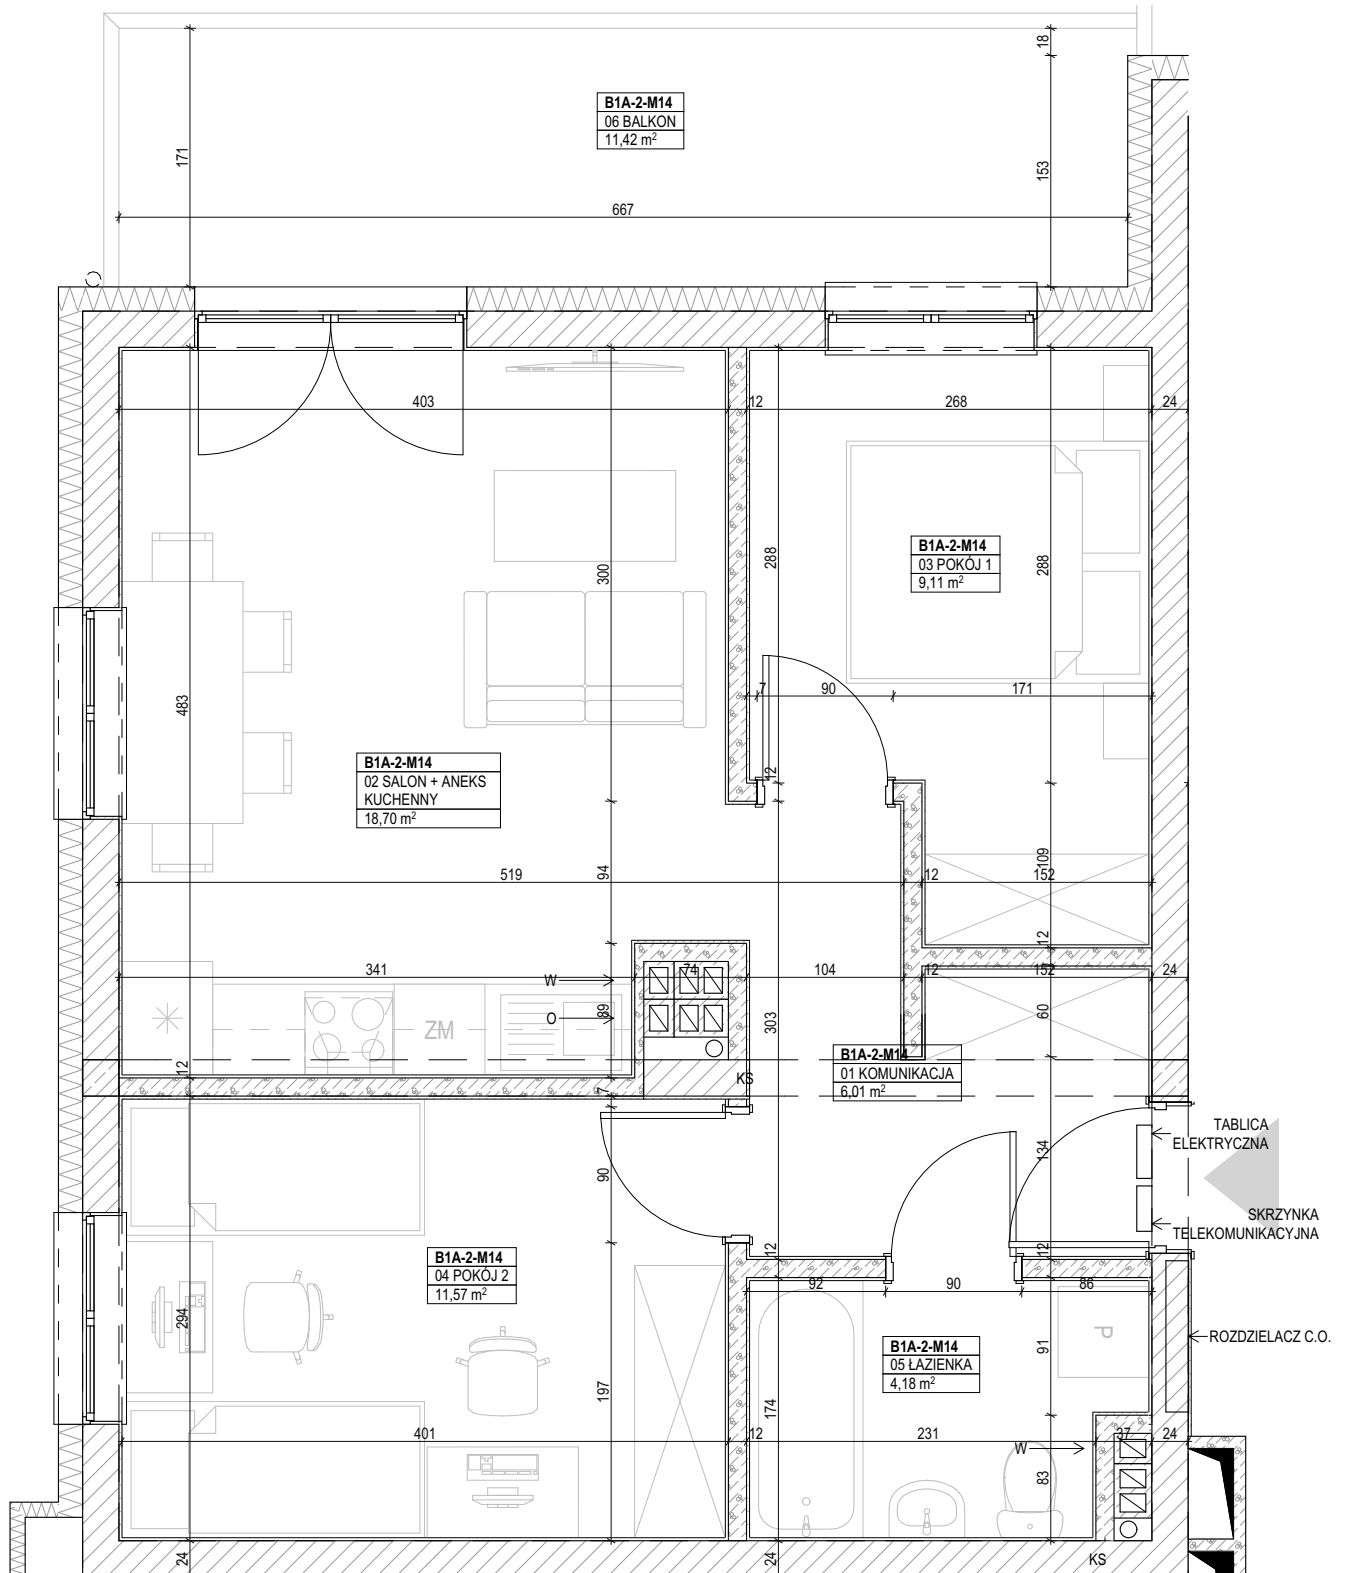 18
B1A-2-M14
06 BALKON
11,42 m²
171
153
667
403
12
268
24
288
300
288
B1A-2-M14
03 POKÓJ 1
9,11 m²
7
90
171
483
12
B1A-2-M14
02 SALON + ANEKS
KUCHENNY
18,70 m²
109
94
519
12
152
12
341
74
104
12
152
24
W
89
O
ZM
303
60
12
B1A-2-M14
01 KOMUNIKACJA
6,01 m²
KS
7
TABLICA
ELEKTRYCZNA
134
90
SKRZYNKA
TELEKOMUNIKACYJNA
12
12
B1A-2-M14
04 POKÓJ 2
11,57 m²
92
90
86
294
P
91
ROZDZIELACZ C.O.
B1A-2-M14
05 ŁAZIENKA
4,18 m²
197
174
401
12
231
37
24
W
83
24
24
KS